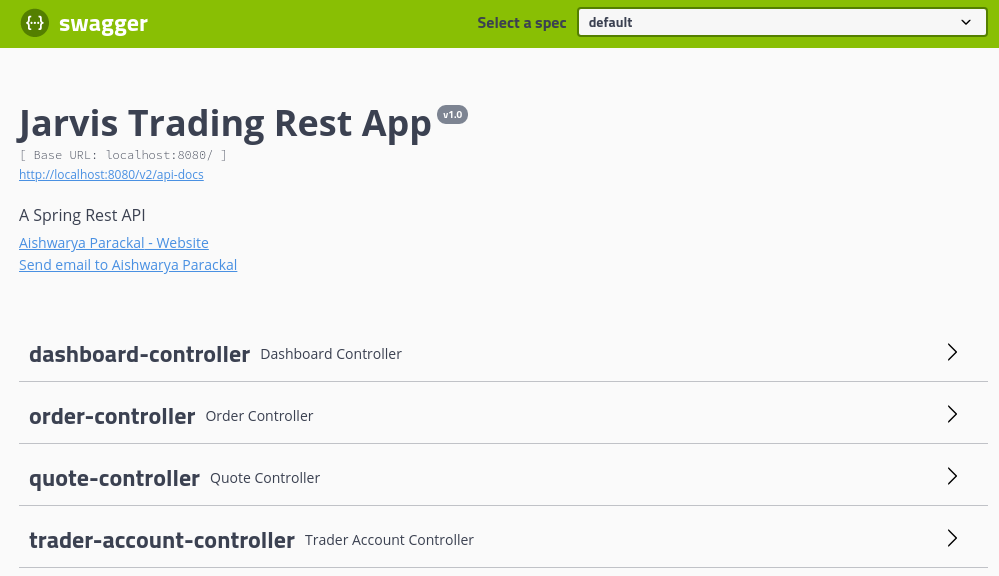 {··} swagger Select a spec default
Jarvis Trading Rest App v1.0
[ Base URL: localhost:8080/ ]
http://localhost:8080/v2/api-docs
A Spring Rest API
Aishwarya Parackal - Website
Send email to Aishwarya Parackal
dashboard-controller Dashboard Controller
order-controller Order Controller
quote-controller Quote Controller
trader-account-controller Trader Account Controller